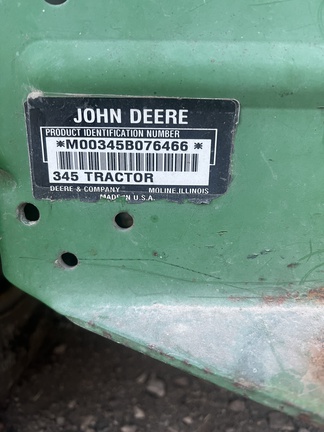 JOHN DEERE
PRODUCT IDENTIFICATION NUMBER
*M00345B076466*
345 TRACTOR
DEERE & COMPANY MOLINE, ILLINOIS
MADE IN U.S.A.